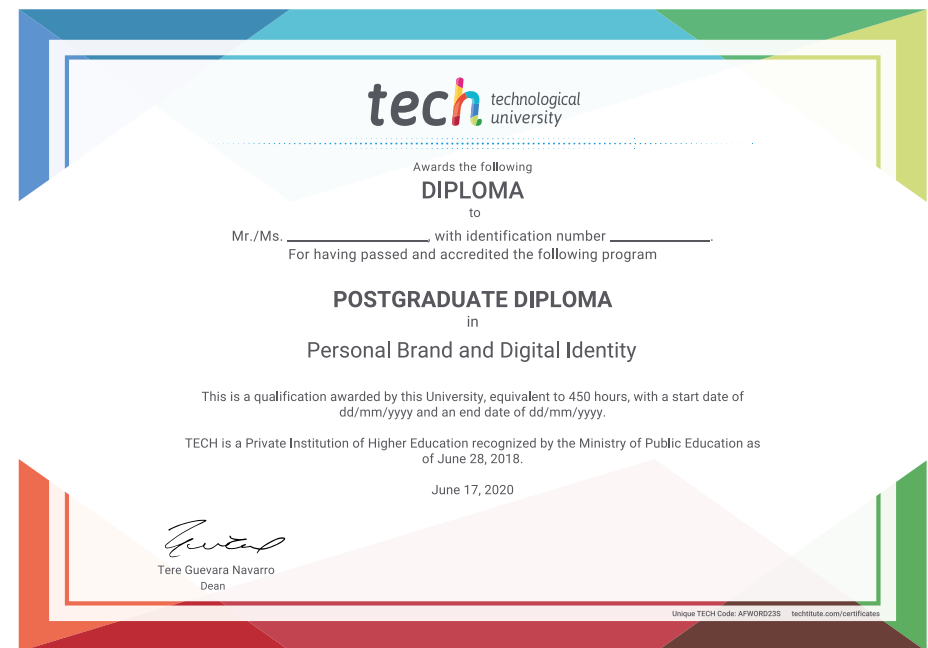 tech technological
university
Awards the following
DIPLOMA
to
Mr./Ms. ____________________, with identification number ______________.
For having passed and accredited the following program
POSTGRADUATE DIPLOMA
in
Personal Brand and Digital Identity
This is a qualification awarded by this University, equivalent to 450 hours, with a start date of
dd/mm/yyyy and an end date of dd/mm/yyyy.
TECH is a Private Institution of Higher Education recognized by the Ministry of Public Education as
of June 28, 2018.
June 17, 2020
Tere Guevara Navarro
Dean
Unique TECH Code: AFWORD23S techtitute.com/certificates